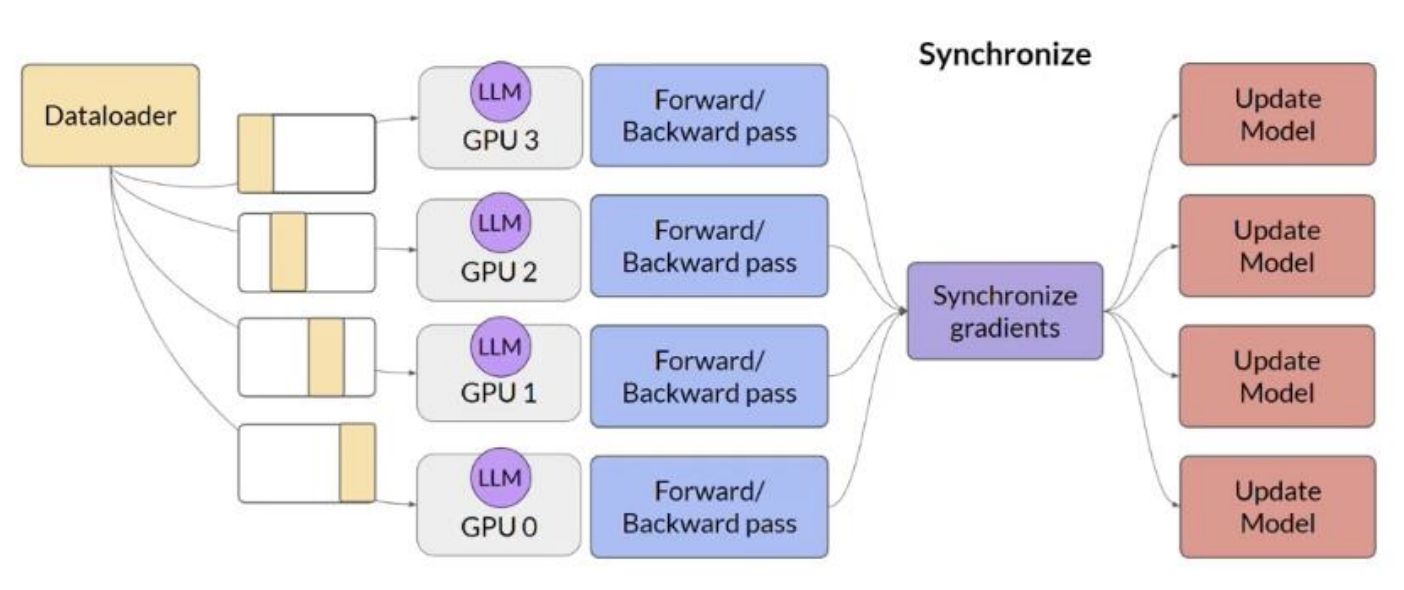 Synchronize
Dataloader
LLM
GPU 3
Forward/
Backward pass
Update
Model
LLM
GPU 2
Forward/
Backward pass
Update
Model
Synchronize
gradients
LLM
GPU 1
Forward/
Backward pass
Update
Model
LLM
GPU 0
Forward/
Backward pass
Update
Model